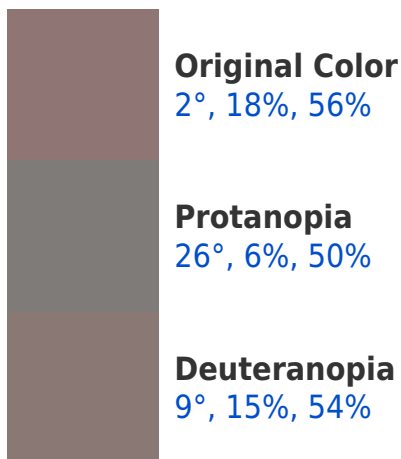 Original Color
2°, 18%, 56%
Protanopia
26°, 6%, 50%
Deuteranopia
9°, 15%, 54%